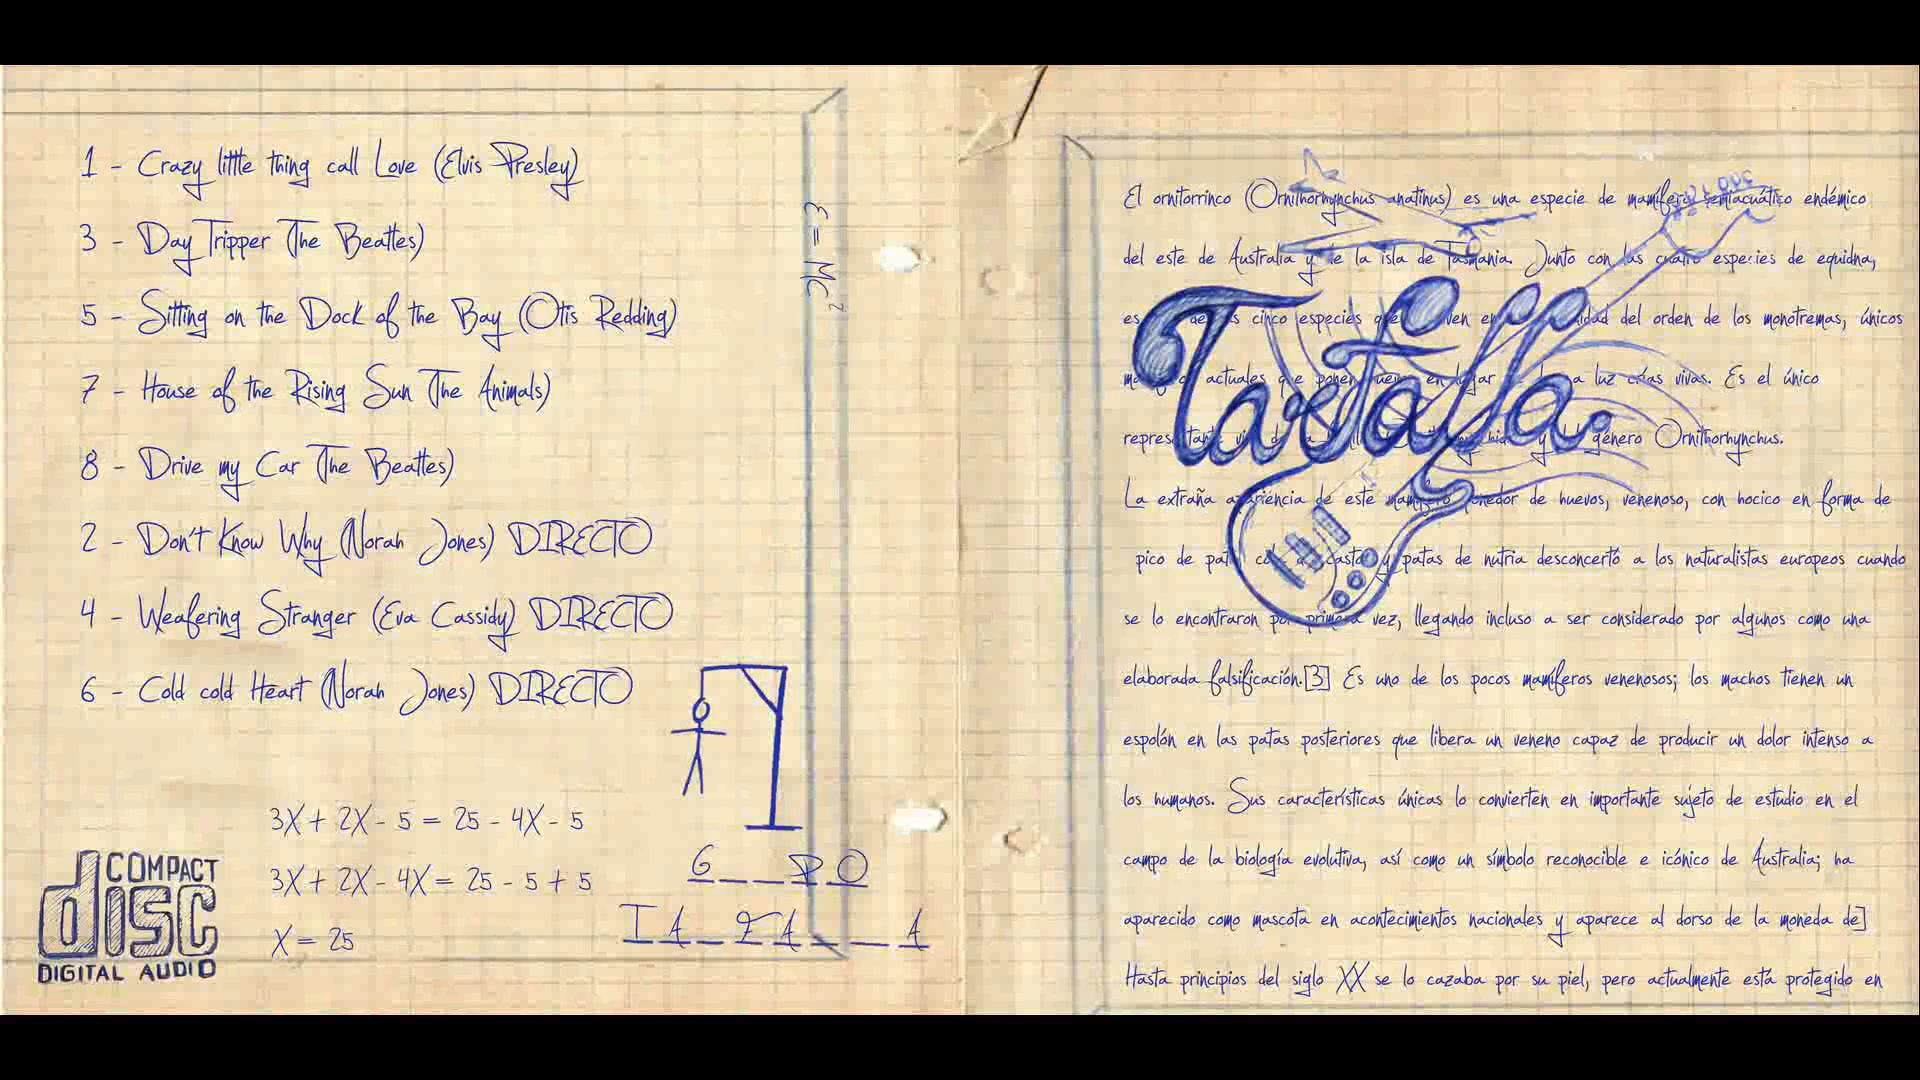 1 - Crazy little thing call Love (Elvis Presley)
3 - Day Tripper (The Beatles)
5 - Sitting on the Dock of the Bay (Otis Redding)
7 - House of the Rising Sun (The Animals)
8 - Drive my Car (The Beatles)
2 - Don't Know Why (Norah Jones) DIRECTO
4 - Weafering Stranger (Eva Cassidy) DIRECTO
6 - Cold cold Heart (Norah Jones) DIRECTO
E = MC²
3X + 2X - 5 = 25 - 4X - 5
3X + 2X - 4X = 25 - 5 + 5
X = 25
G _ _ P O
T A _ T A _ _ _ A
COMPACT
disc
DIGITAL AUDIO
El ornitorrinco (Ornithorhynchus anatinus) es una especie de mamífero semiacuático endémico
del este de Australia y de la isla de Tasmania. Junto con las cuatro especies de equidna,
es de cinco especies que en del orden de los monotremas, únicos
actuales que ponen en lugar a luz crías vivas. Es el único
representante y del género Ornithorhynchus.
Tartaffa.
La extraña apariencia de este mamífero ponedor de huevos, venenoso, con hocico en forma de
pico de pato, y patas de nutria desconcertó a los naturalistas europeos cuando
se lo encontraron por primera vez, llegando incluso a ser considerado por algunos como una
elaborada falsificación.[3] Es uno de los pocos mamíferos venenosos; los machos tienen un
espolón en las patas posteriores que libera un veneno capaz de producir un dolor intenso a
los humanos. Sus características únicas lo convierten en importante sujeto de estudio en el
campo de la biología evolutiva, así como un símbolo reconocible e icónico de Australia; ha
aparecido como mascota en acontecimientos nacionales y aparece al dorso de la moneda de]
Hasta principios del siglo XX se lo cazaba por su piel, pero actualmente está protegido en